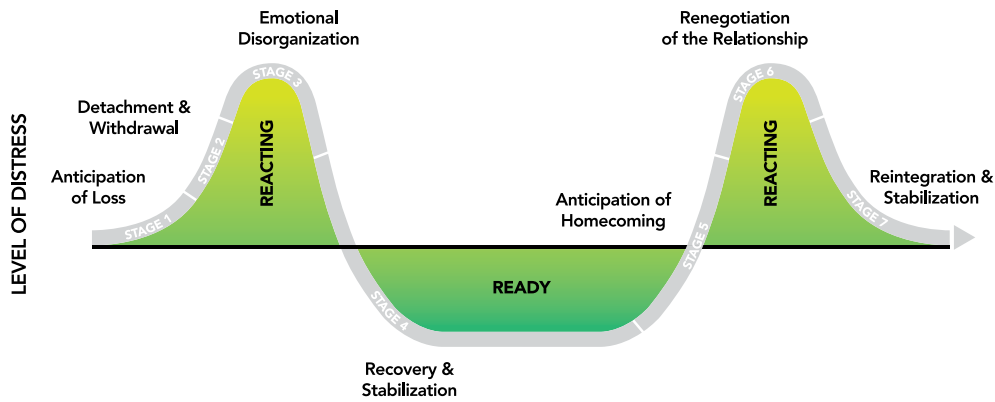 Emotional
Disorganization
Renegotiation
of the Relationship
STAGE 3
STAGE 6
Detachment &
Withdrawal
STAGE 2
REACTING
REACTING
LEVEL OF DISTRESS
Anticipation
of Loss
STAGE 1
Anticipation of
Homecoming
STAGE 5
Reintegration &
Stabilization
STAGE 7
READY
STAGE 4
Recovery &
Stabilization